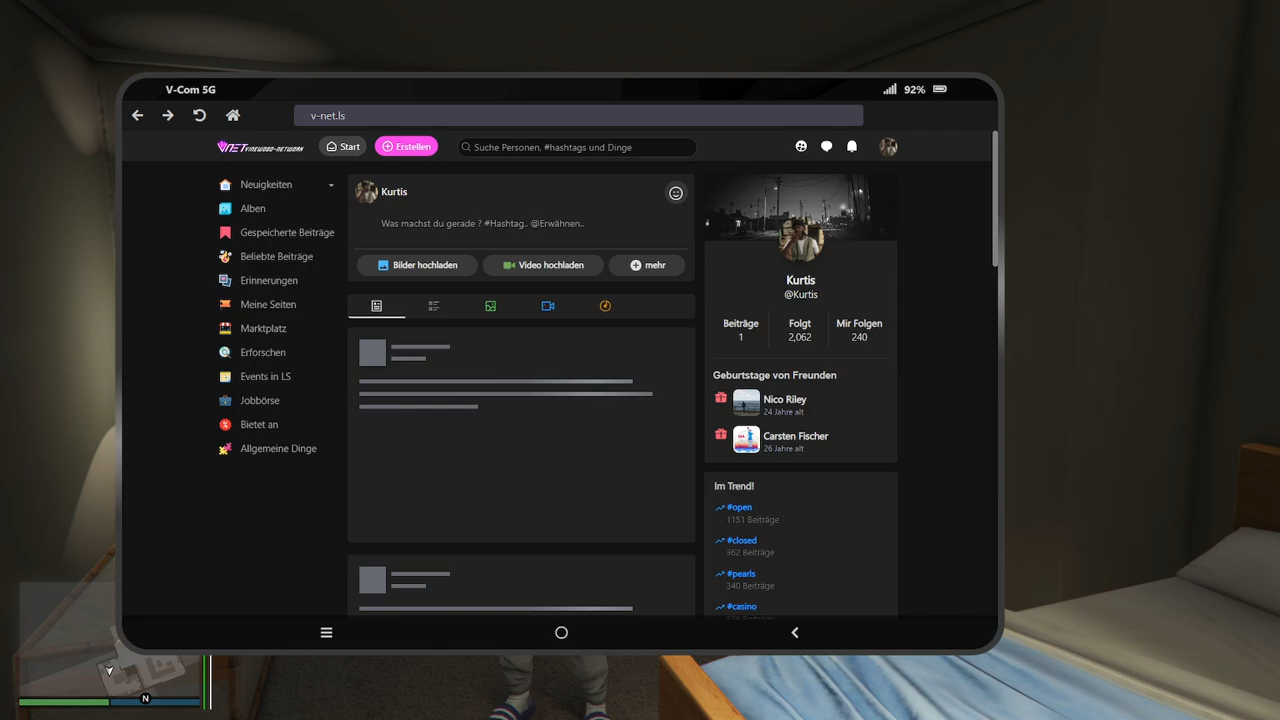 V-Com 5G
92%
v-net.ls
VNET VINEWOOD-NETWORK
Start
Erstellen
Suche Personen, #hashtags und Dinge
Neuigkeiten
Alben
Gespeicherte Beiträge
Beliebte Beiträge
Erinnerungen
Meine Seiten
Marktplatz
Erforschen
Events in LS
Jobbörse
Bietet an
Allgemeine Dinge
Kurtis
Was machst du gerade ? #Hashtag.. @Erwähnen..
Bilder hochladen
Video hochladen
mehr
Kurtis
@Kurtis
Beiträge
1
Folgt
2,062
Mir Folgen
240
Geburtstage von Freunden
Nico Riley
24 Jahre alt
Carsten Fischer
26 Jahre alt
Im Trend!
#open
1151 Beiträge
#closed
362 Beiträge
#pearls
340 Beiträge
#casino
N